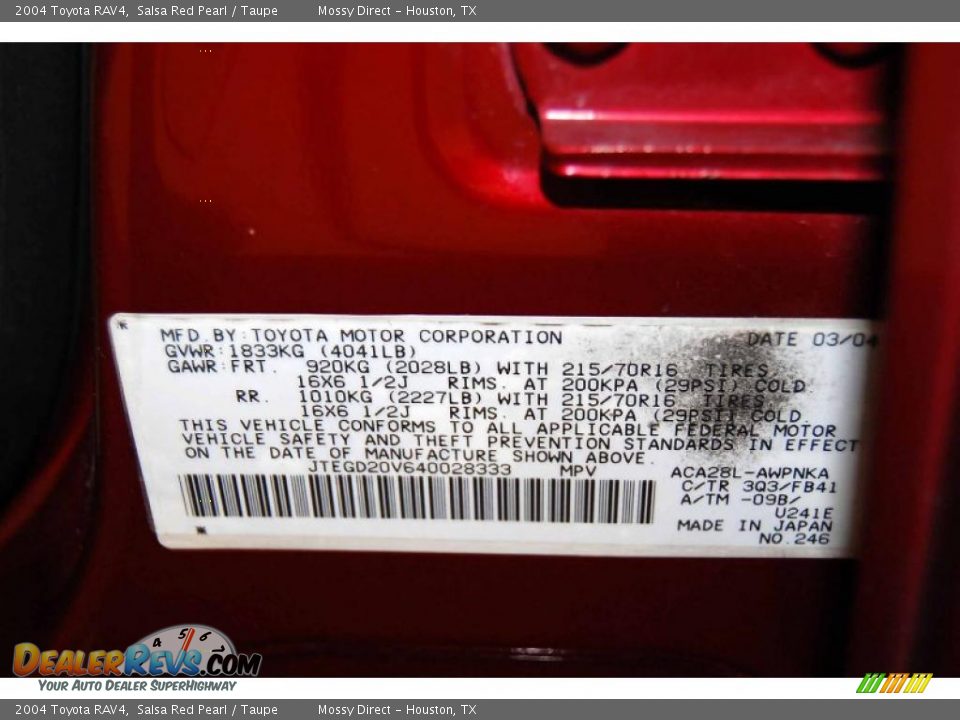 2004 Toyota RAV4, Salsa Red Pearl / Taupe Mossy Direct - Houston, TX
MFD. BY: TOYOTA MOTOR CORPORATION DATE 03/04
GVWR: 1833KG (4041LB)
GAWR: FRT. 920KG (2028LB) WITH 215/70R16 TIRES
16X6 1/2J RIMS. AT 200KPA (29PSI) COLD
RR. 1010KG (2227LB) WITH 215/70R16 TIRES
16X6 1/2J RIMS. AT 200KPA (29PSI) COLD
THIS VEHICLE CONFORMS TO ALL APPLICABLE FEDERAL MOTOR
VEHICLE SAFETY AND THEFT PREVENTION STANDARDS IN EFFECT
ON THE DATE OF MANUFACTURE SHOWN ABOVE.
JTEGD20V640028333 MPV ACA28L-AWPNKA
C/TR 3Q3/FB41
A/TM -09B/
U241E
MADE IN JAPAN
NO.246
4 5 6
DEALERREVS.COM
YOUR AUTO DEALER SUPERHIGHWAY
2004 Toyota RAV4, Salsa Red Pearl / Taupe Mossy Direct - Houston, TX